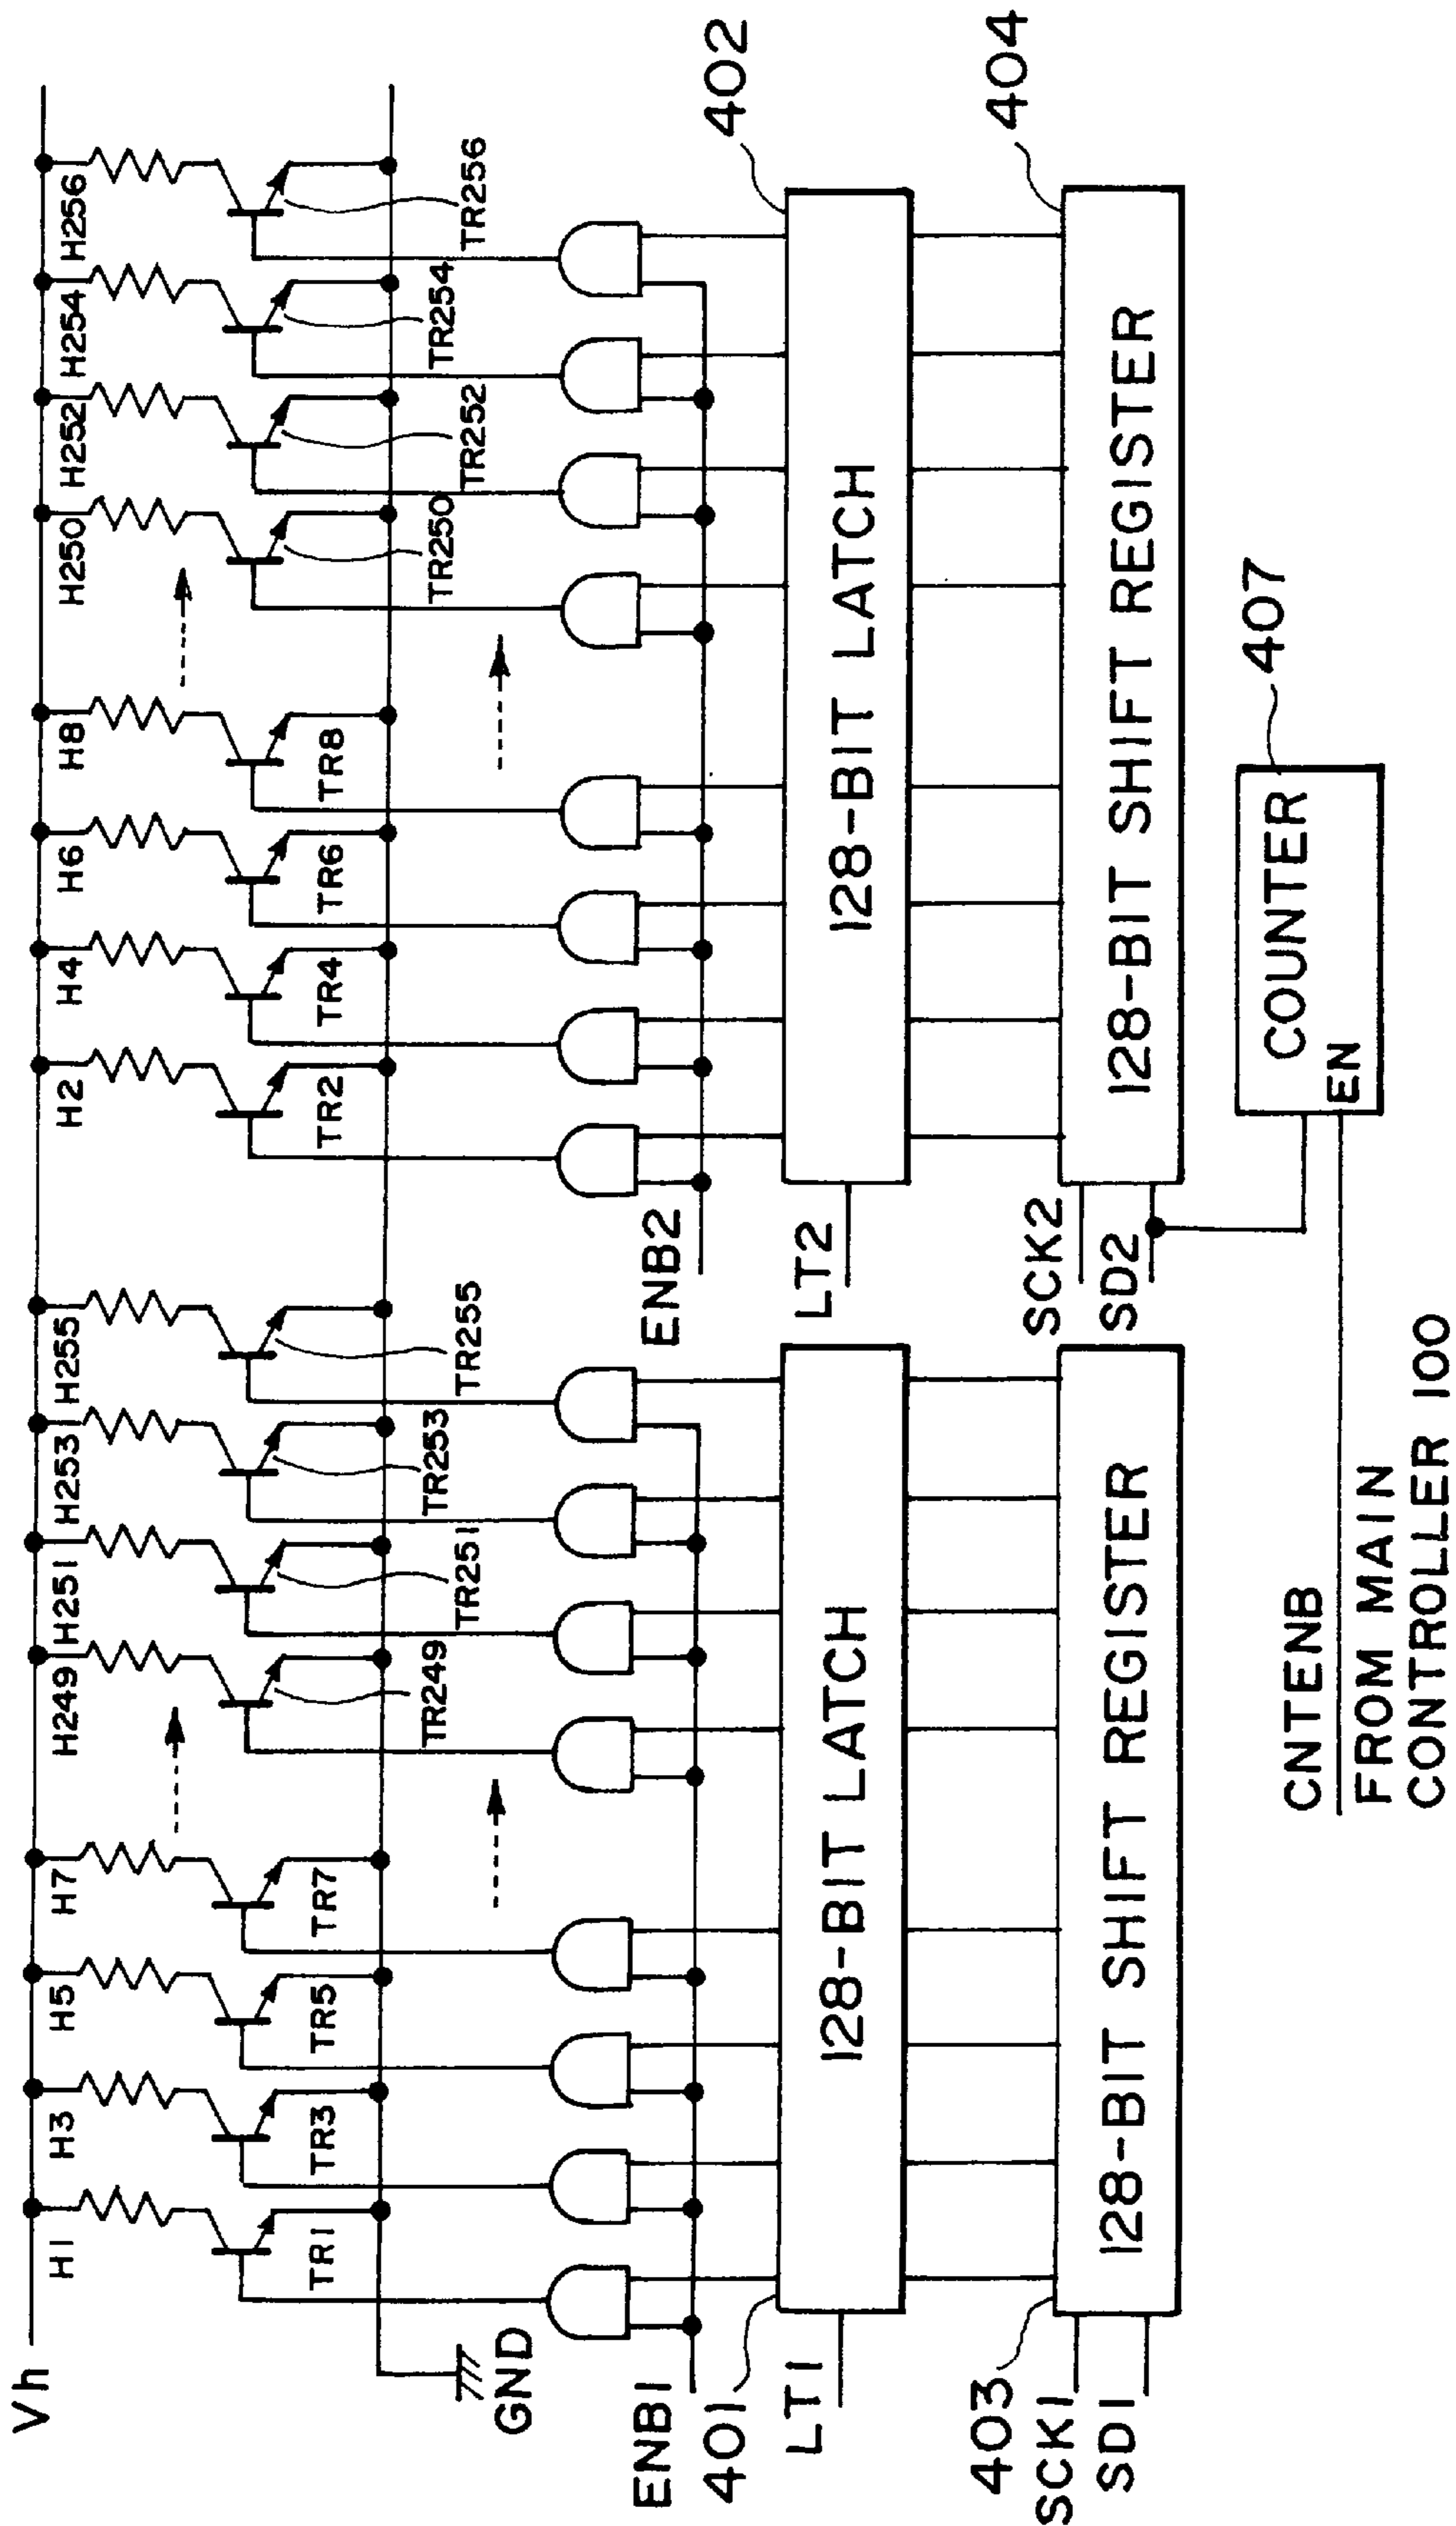 Vh
H1
H3
H5
H7
H249
H251
H253
H255
H2
H4
H6
H8
H250
H252
H254
H256
TR1
TR3
TR5
TR7
TR249
TR251
TR253
TR255
TR2
TR4
TR6
TR8
TR250
TR252
TR254
TR256
GND
ENB1
ENB2
401
402
LT1
128-BIT LATCH
LT2
128-BIT LATCH
403
404
SCK1
SD1
128-BIT SHIFT REGISTER
SCK2
SD2
128-BIT SHIFT REGISTER
407
COUNTER
EN
CNTENB
FROM MAIN
CONTROLLER 100